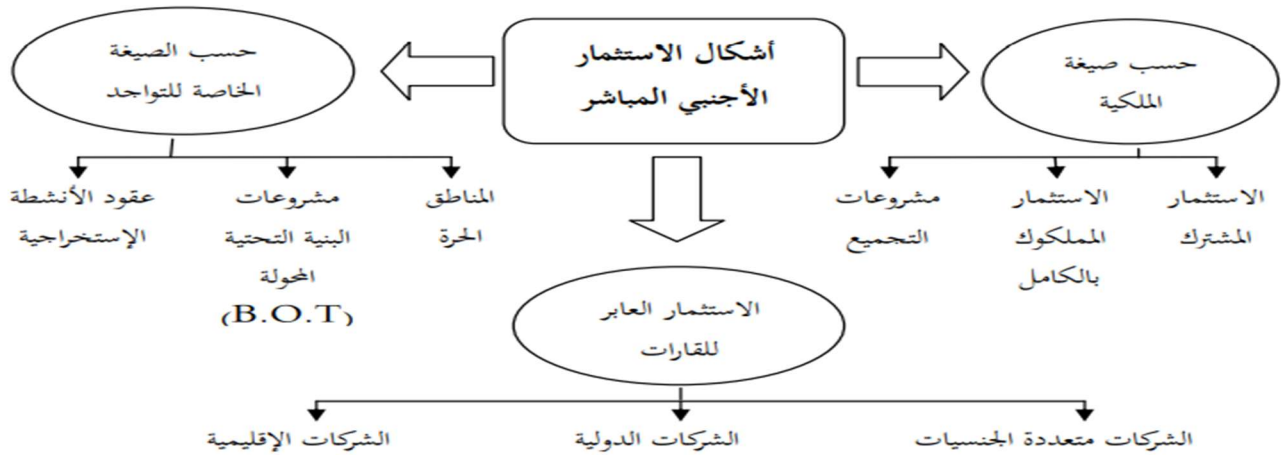 أشكال الاستثمار
الأجنبي المباشر
حسب صيغة
الملكية
الاستثمار
المشترك
الاستثمار
المملكوك
بالكامل
مشروعات
التجميع
حسب الصيغة
الخاصة للتواجد
المناطق
الحرة
مشروعات
البنية التحتية
المحولة
(B.O.T)
عقود الأنشطة
الإستخراجية
الاستثمار العابر
للقارات
الشركات متعددة الجنسيات
الشركات الدولية
الشركات الإقليمية